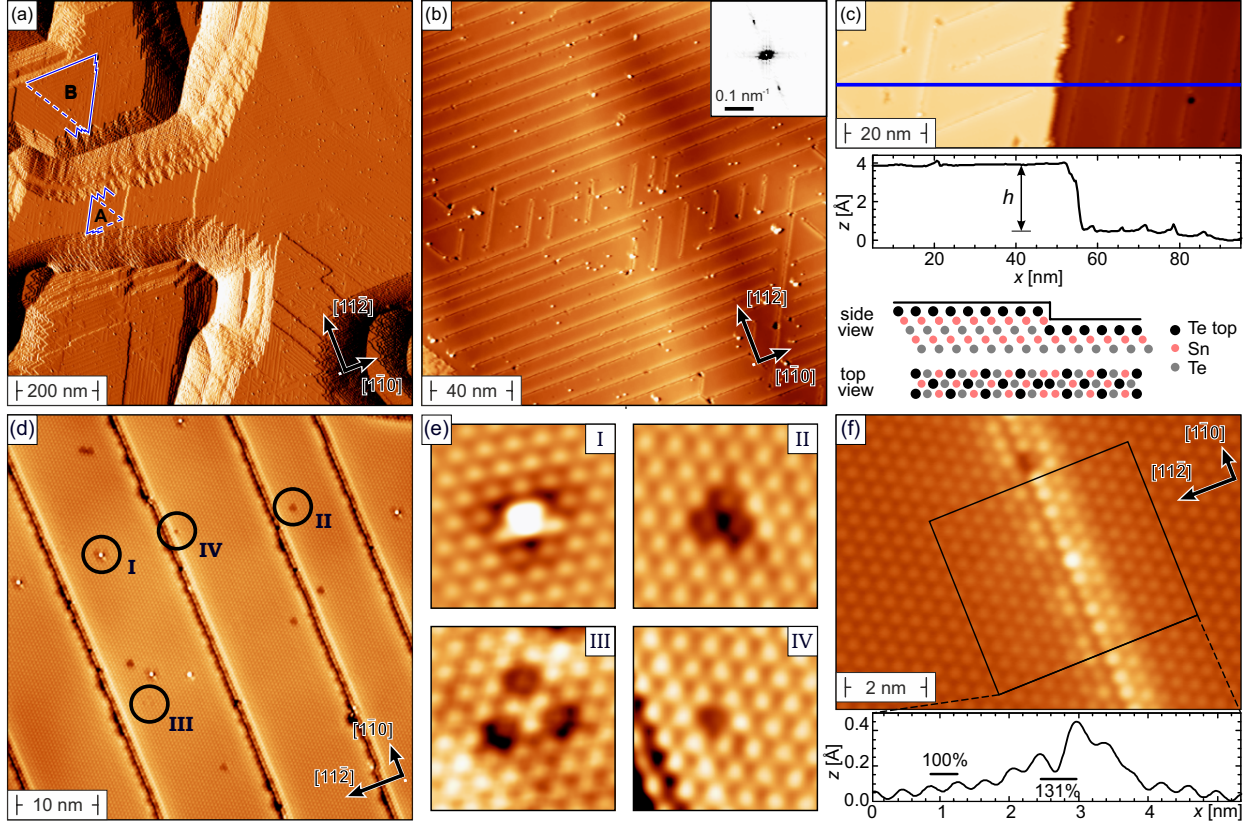 (a)
B
A
[112̄]
[11̄0]
200 nm
(b)
0.1 nm⁻¹
[112̄]
[11̄0]
40 nm
(c)
20 nm
4
z [Å]
0
h
20
40
60
80
x [nm]
side
view
top
view
Te top
Sn
Te
(d)
I
IV
II
III
[11̄0]
[112̄]
10 nm
(e)
I
II
III
IV
(f)
[11̄0]
[112̄]
2 nm
0.4
z [Å]
0.2
0.0
100%
131%
0
1
2
3
4
x [nm]